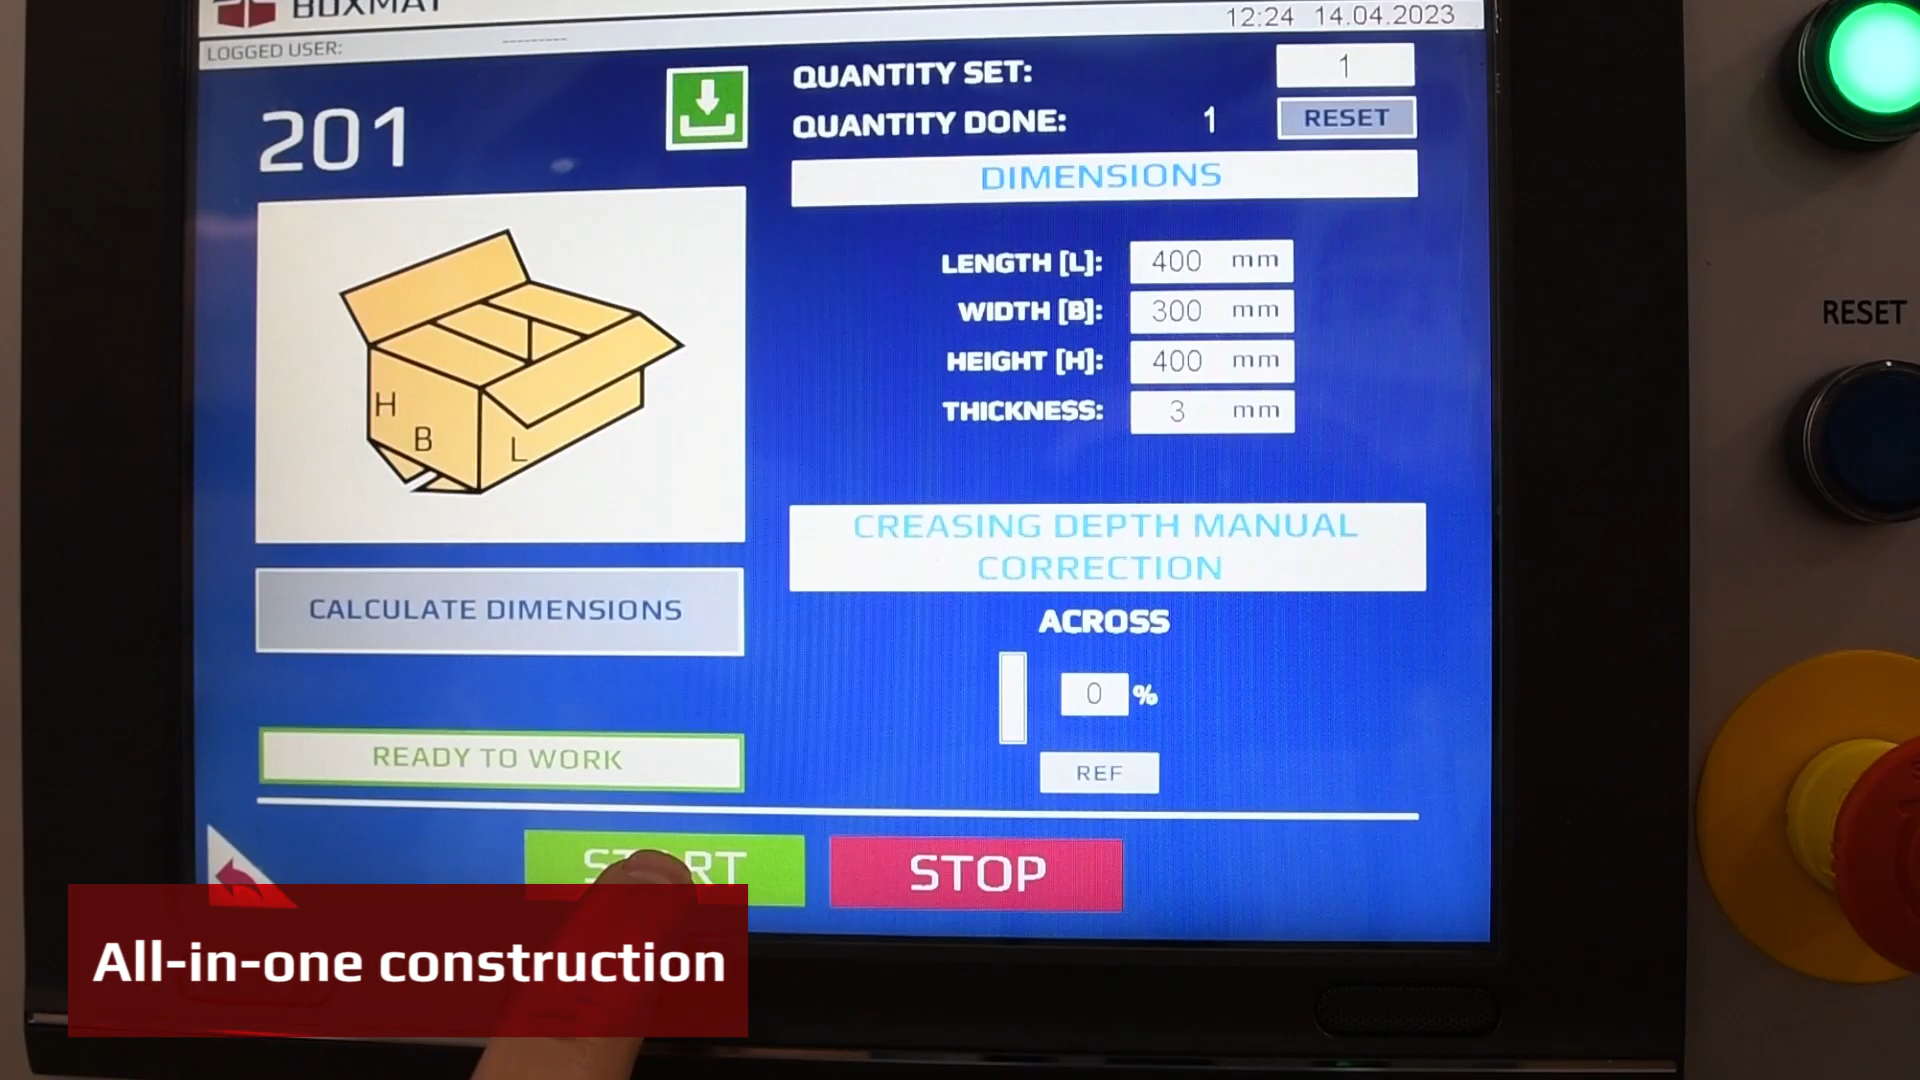 BOXMAT
12:24 14.04.2023
LOGGED USER: ---------
201
QUANTITY SET: 1
QUANTITY DONE: 1 RESET
DIMENSIONS
LENGTH [L]: 400 mm
WIDTH [B]: 300 mm
HEIGHT [H]: 400 mm
THICKNESS: 3 mm
H
B
L
CREASING DEPTH MANUAL
CORRECTION
CALCULATE DIMENSIONS
ACROSS
0 %
REF
READY TO WORK
START
STOP
RESET
All-in-one construction